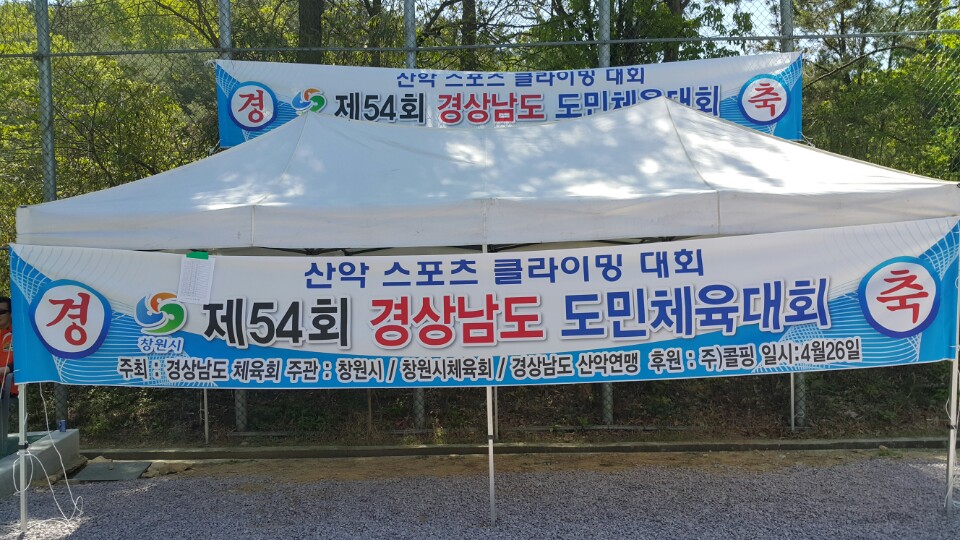 산악 스포츠 클라이밍 대회
경 제54회 경상남도 도민체육대회 축
산악 스포츠 클라이밍 대회
경 창원시 제54회 경상남도 도민체육대회 축
주최 : 경상남도 체육회 주관 : 창원시 / 창원시체육회 / 경상남도 산악연맹 후원 : 주)콜핑 일시:4월26일